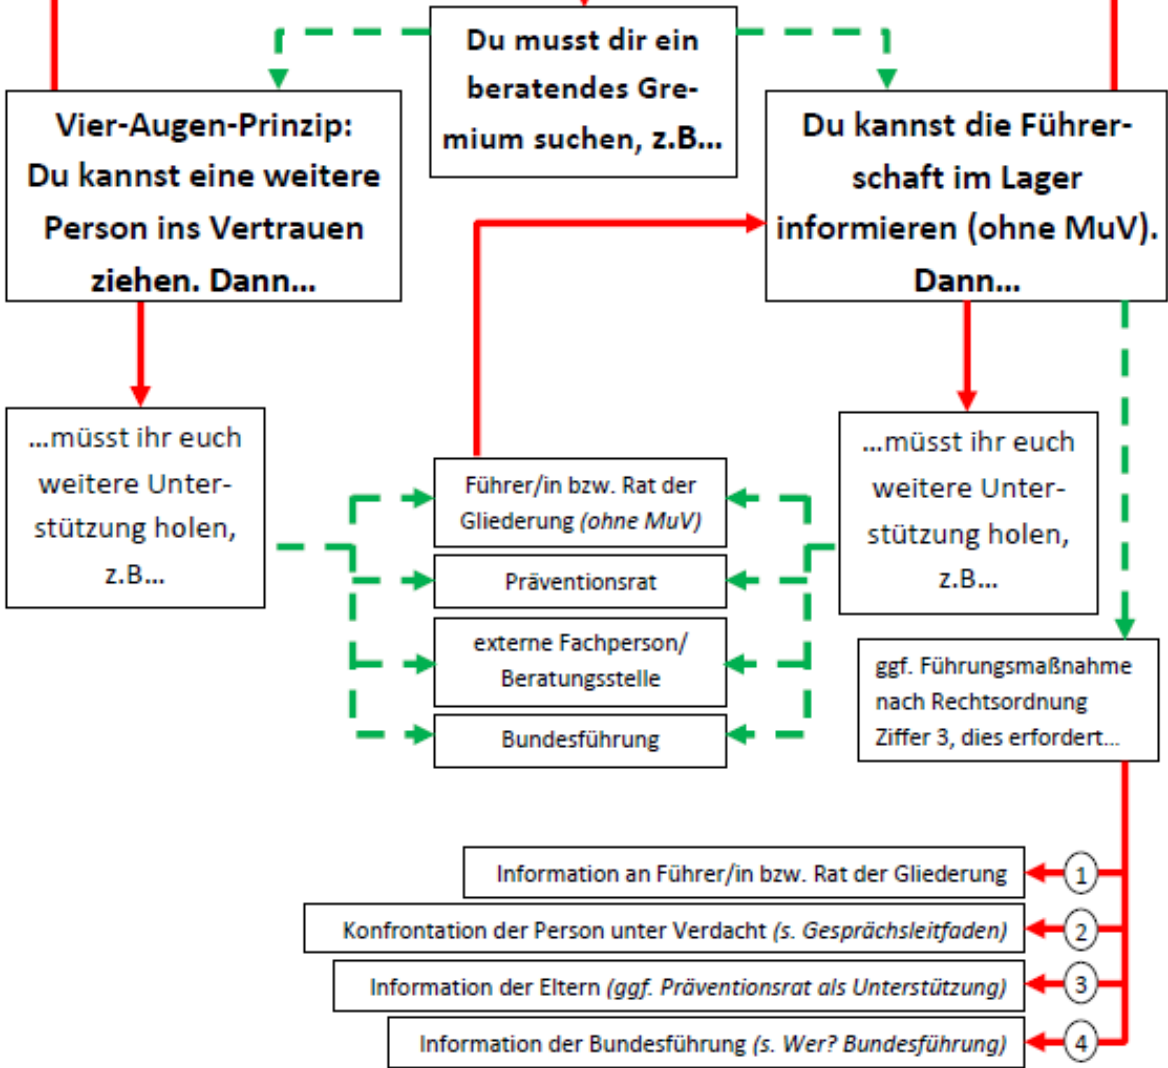 Du musst dir ein
beratendes Gre-
mium suchen, z.B...
Vier-Augen-Prinzip:
Du kannst eine weitere
Person ins Vertrauen
ziehen. Dann...
Du kannst die Führer-
schaft im Lager
informieren (ohne MuV).
Dann...
...müsst ihr euch
weitere Unter-
stützung holen,
z.B...
Führer/in bzw. Rat der
Gliederung (ohne MuV)
Präventionsrat
externe Fachperson/
Beratungsstelle
Bundesführung
...müsst ihr euch
weitere Unter-
stützung holen,
z.B...
ggf. Führungsmaßnahme
nach Rechtsordnung
Ziffer 3, dies erfordert...
Information an Führer/in bzw. Rat der Gliederung 1
Konfrontation der Person unter Verdacht (s. Gesprächsleitfaden) 2
Information der Eltern (ggf. Präventionsrat als Unterstützung) 3
Information der Bundesführung (s. Wer? Bundesführung) 4